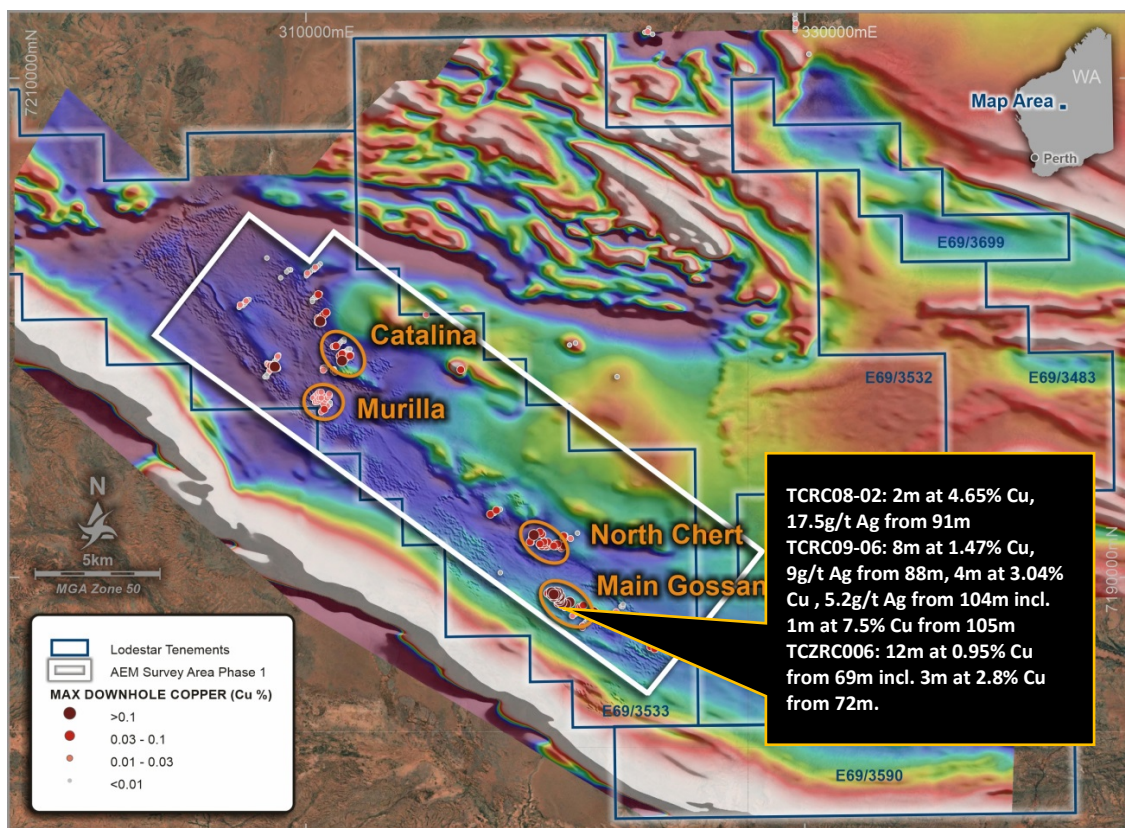 310000mE
330000mE
7210000mN
WA
Map Area
Perth
E69/3699
Catalina
E69/3532
E69/3483
Murilla
N
5km
MGA Zone 50
North Chert
Main Gossan
7190000mN
TCRC08-02: 2m at 4.65% Cu,
17.5g/t Ag from 91m
TCRC09-06: 8m at 1.47% Cu,
9g/t Ag from 88m, 4m at 3.04%
Cu , 5.2g/t Ag from 104m incl.
1m at 7.5% Cu from 105m
TCZRC006: 12m at 0.95% Cu
from 69m incl. 3m at 2.8% Cu
from 72m.
Lodestar Tenements
AEM Survey Area Phase 1
MAX DOWNHOLE COPPER (Cu %)
>0.1
0.03 - 0.1
0.01 - 0.03
<0.01
E69/3533
E69/3590